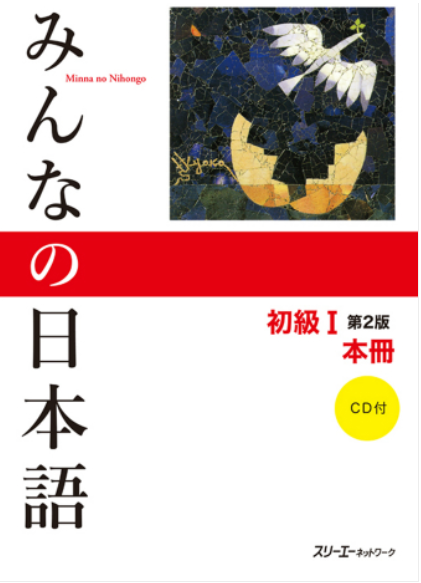 みんなの日本語
Minna no Nihongo
初級Ⅰ 第2版
本冊
CD付
スリーエーネットワーク